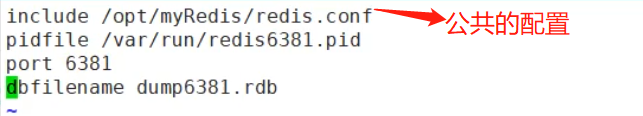 include /opt/myRedis/redis.conf 公共的配置
pidfile /var/run/redis6381.pid
port 6381
dbfilename dump6381.rdb
~